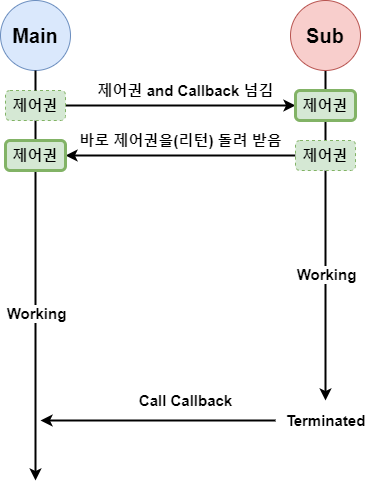 Main
Sub
제어권 and Callback 넘김
제어권
제어권
바로 제어권을(리턴) 돌려 받음
제어권
제어권
Working
Working
Call Callback
Terminated